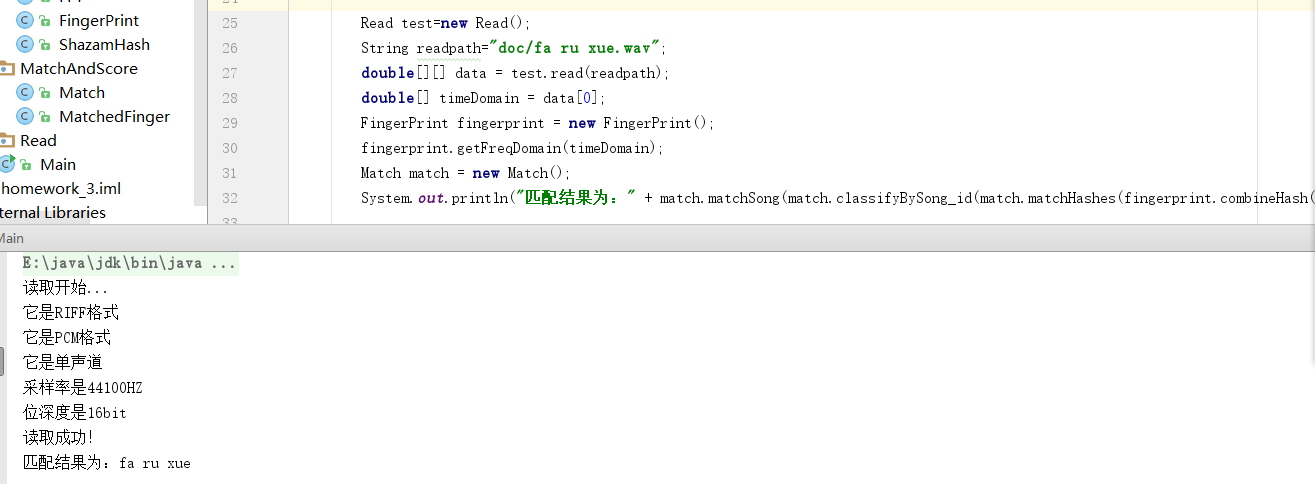 FingerPrint
ShazamHash
MatchAndScore
Match
MatchedFinger
Read
Main
homework_3.iml
ternal Libraries
25 Read test=new Read();
26 String readpath="doc/fa ru xue.wav";
27 double[][] data = test.read(readpath);
28 double[] timeDomain = data[0];
29 FingerPrint fingerprint = new FingerPrint();
30 fingerprint.getFreqDomain(timeDomain);
31 Match match = new Match();
32 System.out.println("匹配结果为：" + match.matchSong(match.classifyBySong_id(match.matchHashes(fingerprint.combineHash(
Main
E:\java\jdk\bin\java ...
读取开始...
它是RIFF格式
它是PCM格式
它是单声道
采样率是44100HZ
位深度是16bit
读取成功!
匹配结果为：fa ru xue